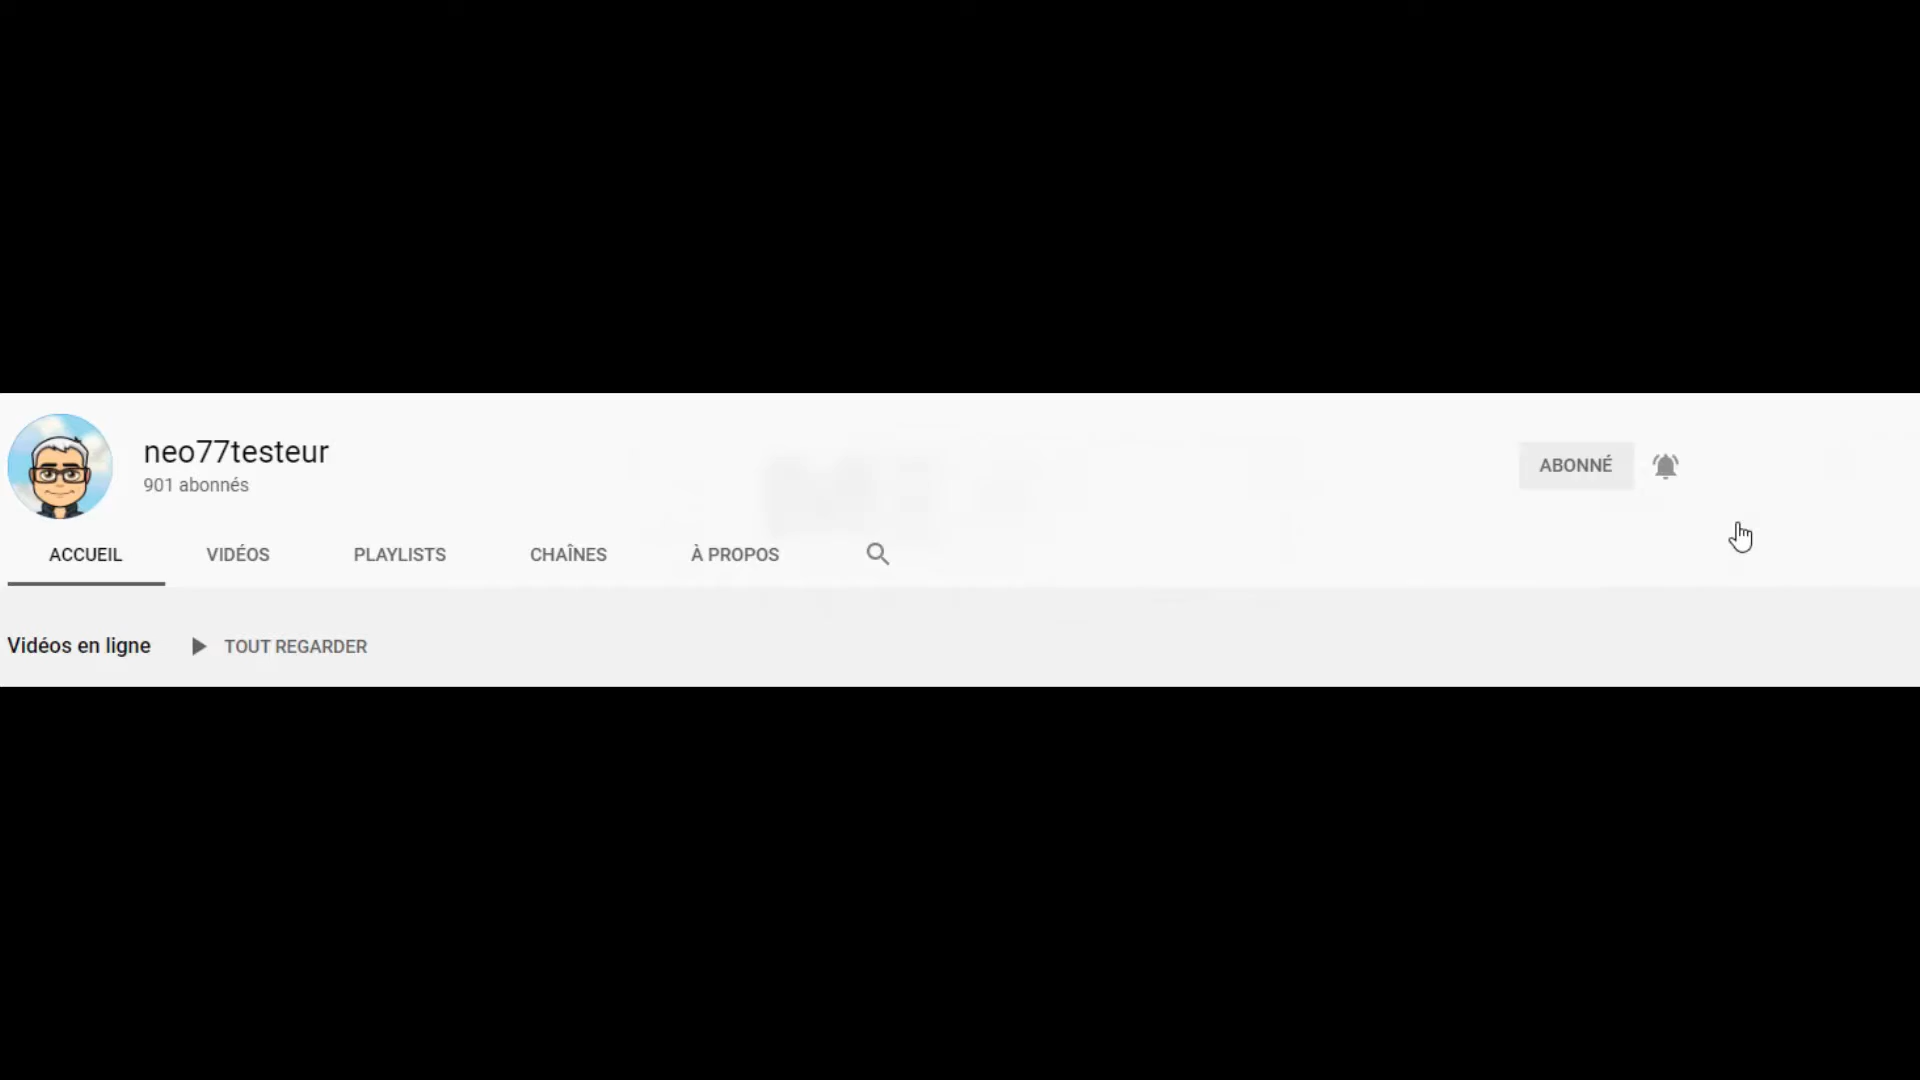 neo77testeur
901 abonnés
ABONNÉ
ACCUEIL VIDÉOS PLAYLISTS CHAÎNES À PROPOS
Vidéos en ligne TOUT REGARDER